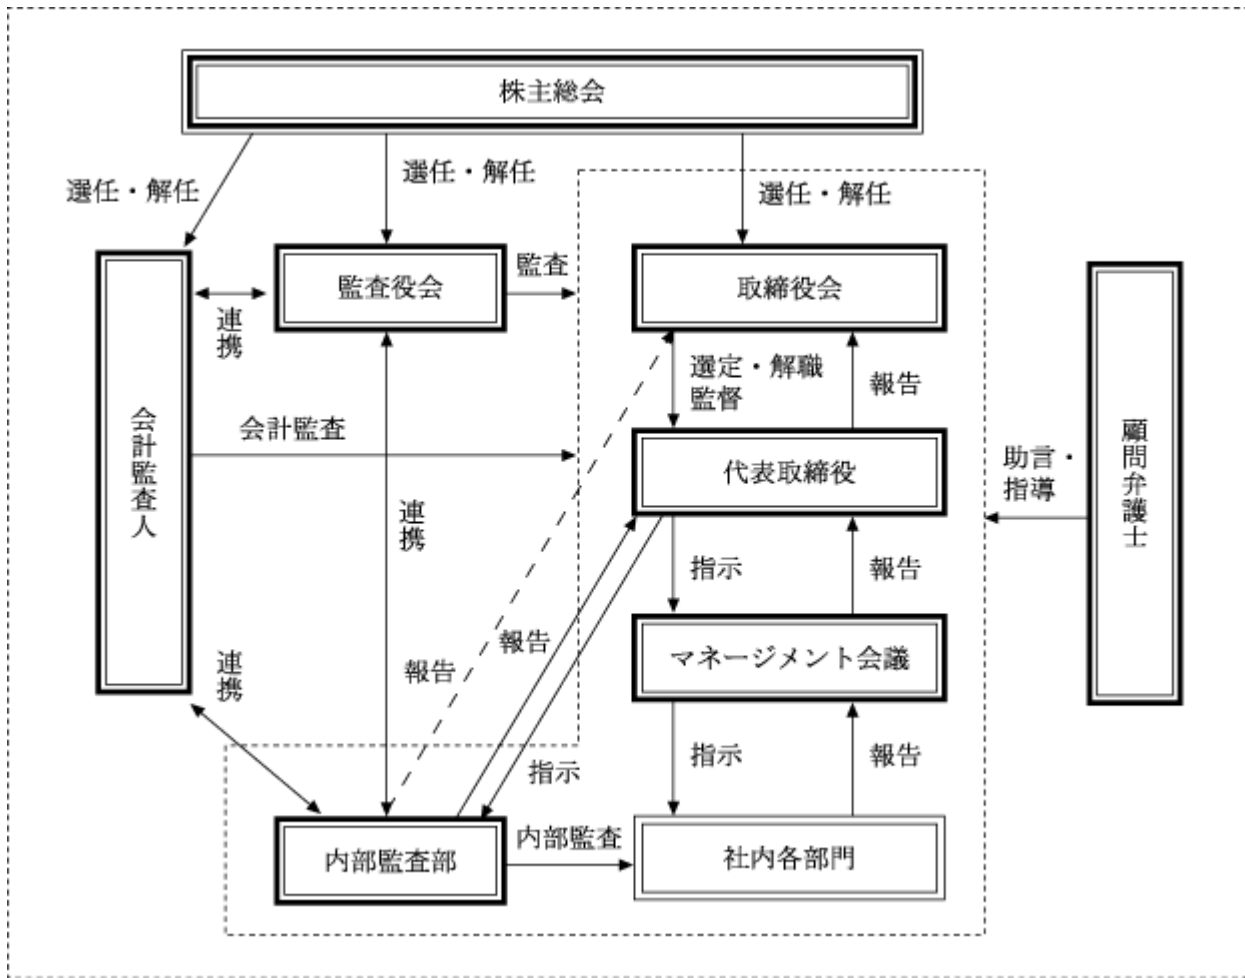 株主総会
選任・解任
選任・解任
選任・解任
監査役会
監査
取締役会
連携
選定・解職
監督
報告
会計監査人
会計監査
代表取締役
顧問弁護士
助言・
指導
連携
指示
報告
報告
報告
マネージメント会議
連携
指示
報告
指示
内部監査部
内部監査
社内各部門